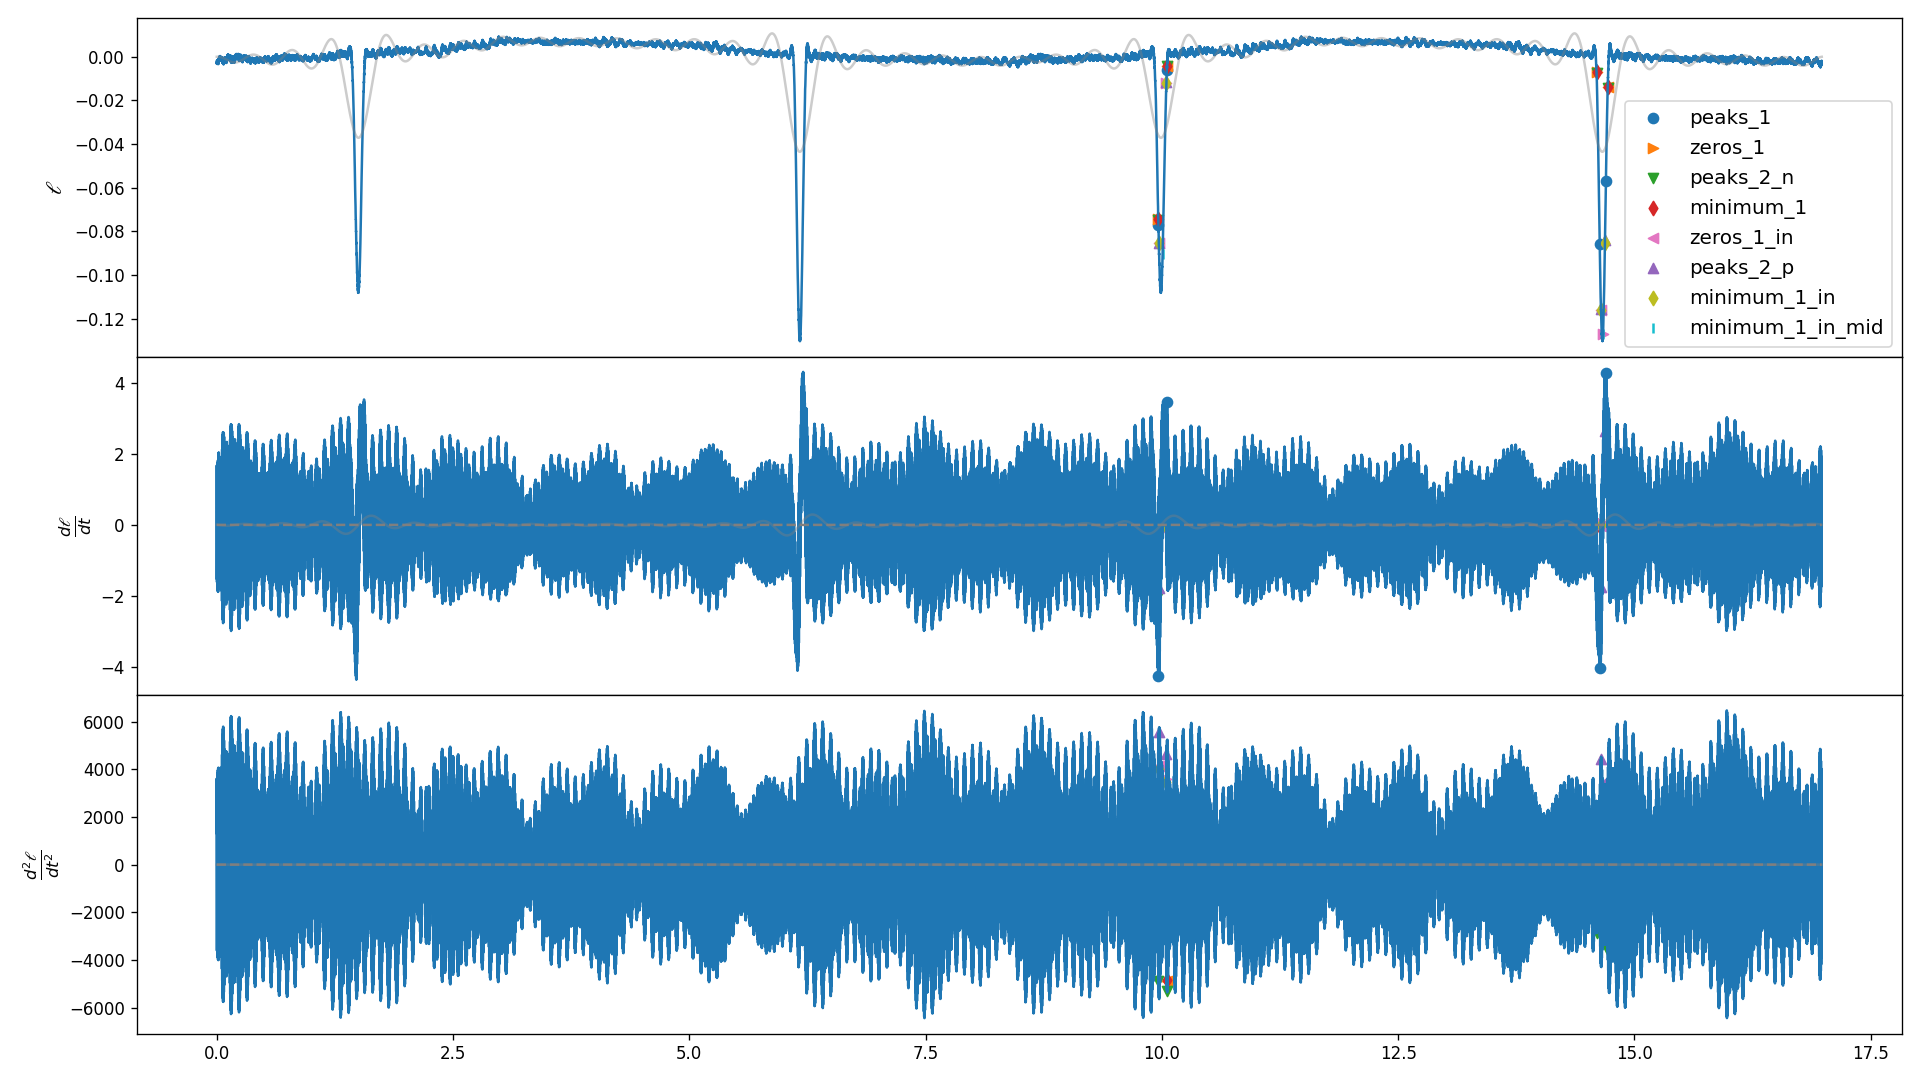 0.00
−0.02
−0.04
−0.06
−0.08
−0.10
−0.12
ℓ
peaks_1
zeros_1
peaks_2_n
minimum_1
zeros_1_in
peaks_2_p
minimum_1_in
minimum_1_in_mid
4
2
0
−2
−4
dℓ
dt
6000
4000
2000
0
−2000
−4000
−6000
d²ℓ
dt²
0.0 2.5 5.0 7.5 10.0 12.5 15.0 17.5